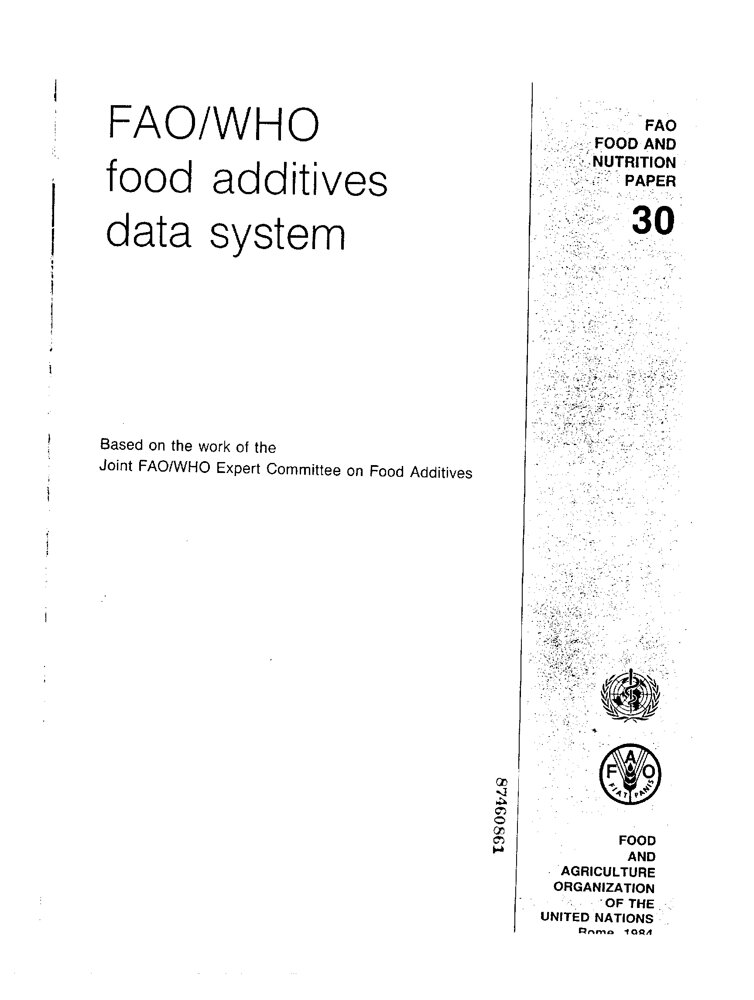 FAO/WHO
food additives
data system
Based on the work of the
Joint FAO/WHO Expert Committee on Food Additives
FAO
FOOD AND
NUTRITION
PAPER
30
F A O
FIAT PANIS
87460861
FOOD
AND
AGRICULTURE
ORGANIZATION
OF THE
UNITED NATIONS
Rome, 1984